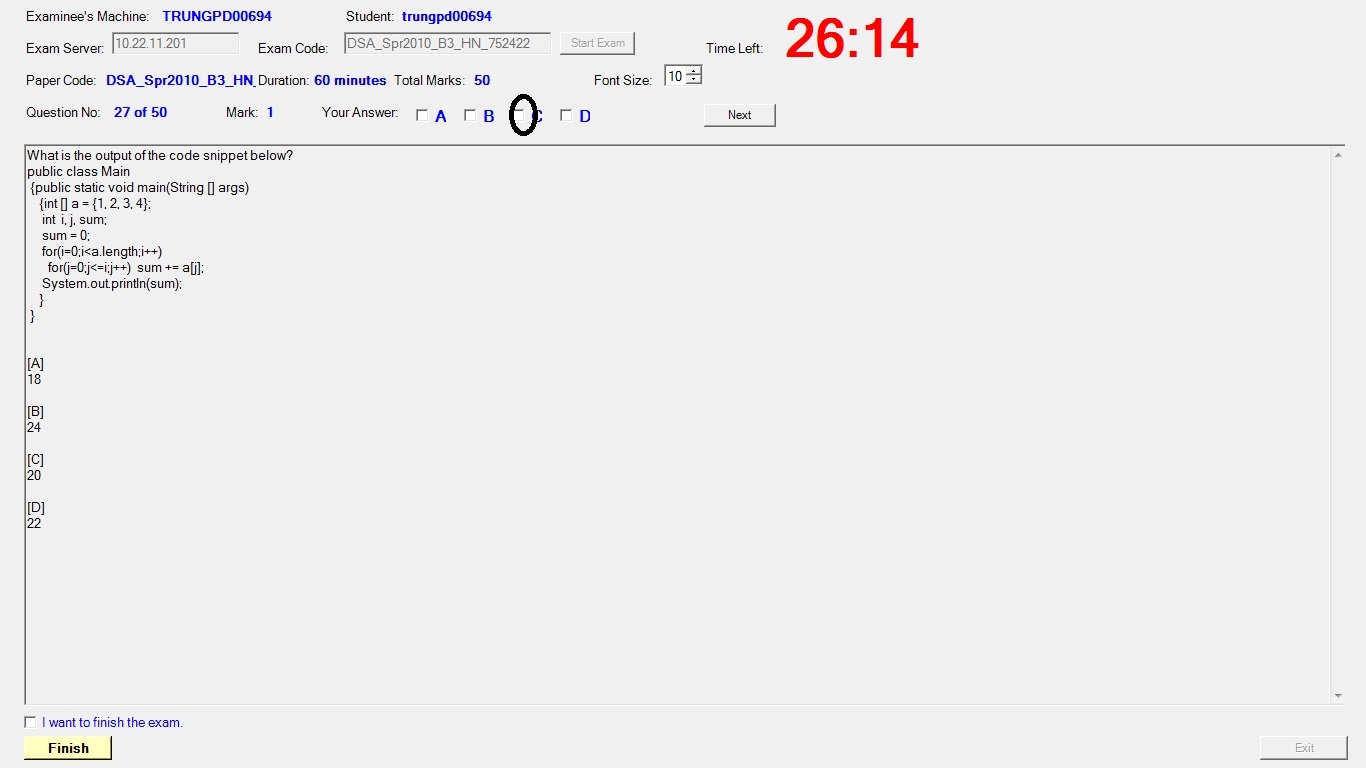 Examinee's Machine: TRUNGPD00694 Student: trungpd00694
Exam Server: 10.22.11.201 Exam Code: DSA_Spr2010_B3_HN_752422 Start Exam Time Left: 26:14
Paper Code: DSA_Spr2010_B3_HN_ Duration: 60 minutes Total Marks: 50 Font Size: 10
Question No: 27 of 50 Mark: 1 Your Answer: A B C D Next
What is the output of the code snippet below?
public class Main
{public static void main(String [] args)
{int [] a = {1, 2, 3, 4};
int i, j, sum;
sum = 0;
for(i=0;i<a.length;i++)
for(j=0;j<=i;j++) sum += a[j];
System.out.println(sum);
}
}
[A]
18
[B]
24
[C]
20
[D]
22
I want to finish the exam.
Finish Exit